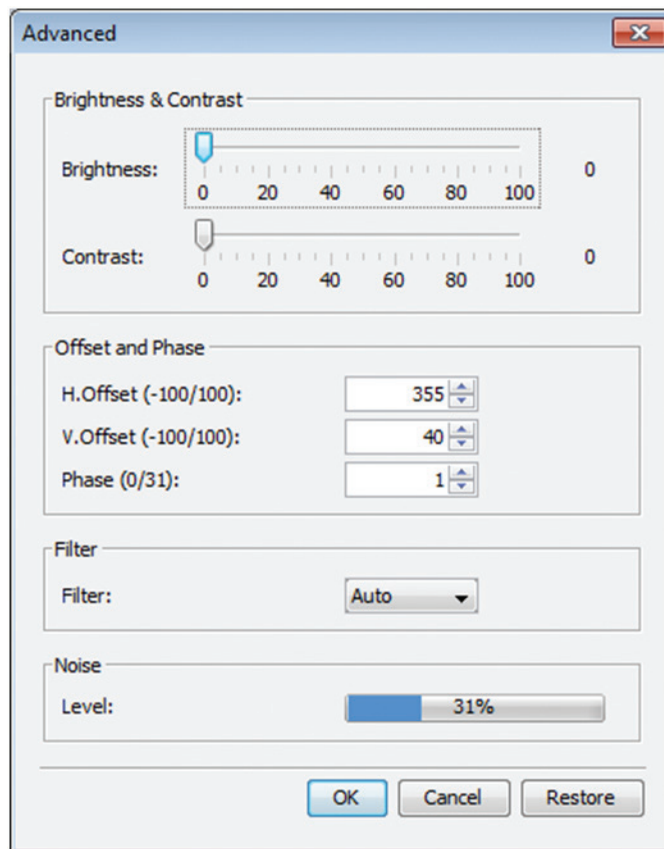 Advanced
Brightness & Contrast
Brightness:
0 20 40 60 80 100
0
Contrast:
0 20 40 60 80 100
0
Offset and Phase
H.Offset (-100/100): 355
V.Offset (-100/100): 40
Phase (0/31): 1
Filter
Filter: Auto
Noise
Level: 31%
OK Cancel Restore